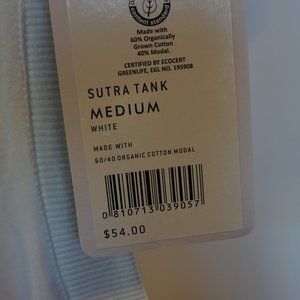 Made with
60% Organically
Grown Cotton
40% Modal.
CERTIFIED BY ECOCERT
GREENLIFE, EGL NO. 195908
SUTRA TANK
MEDIUM
WHITE
MADE WITH
60/40 ORGANIC COTTON MODAL
0 810713 039057
$54.00